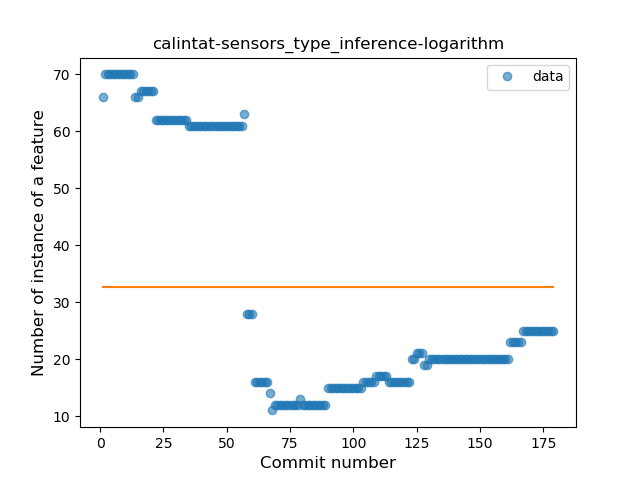 calintat-sensors_type_inference-logarithm
data
Number of instance of a feature
70
60
50
40
30
20
10
0 25 50 75 100 125 150 175
Commit number